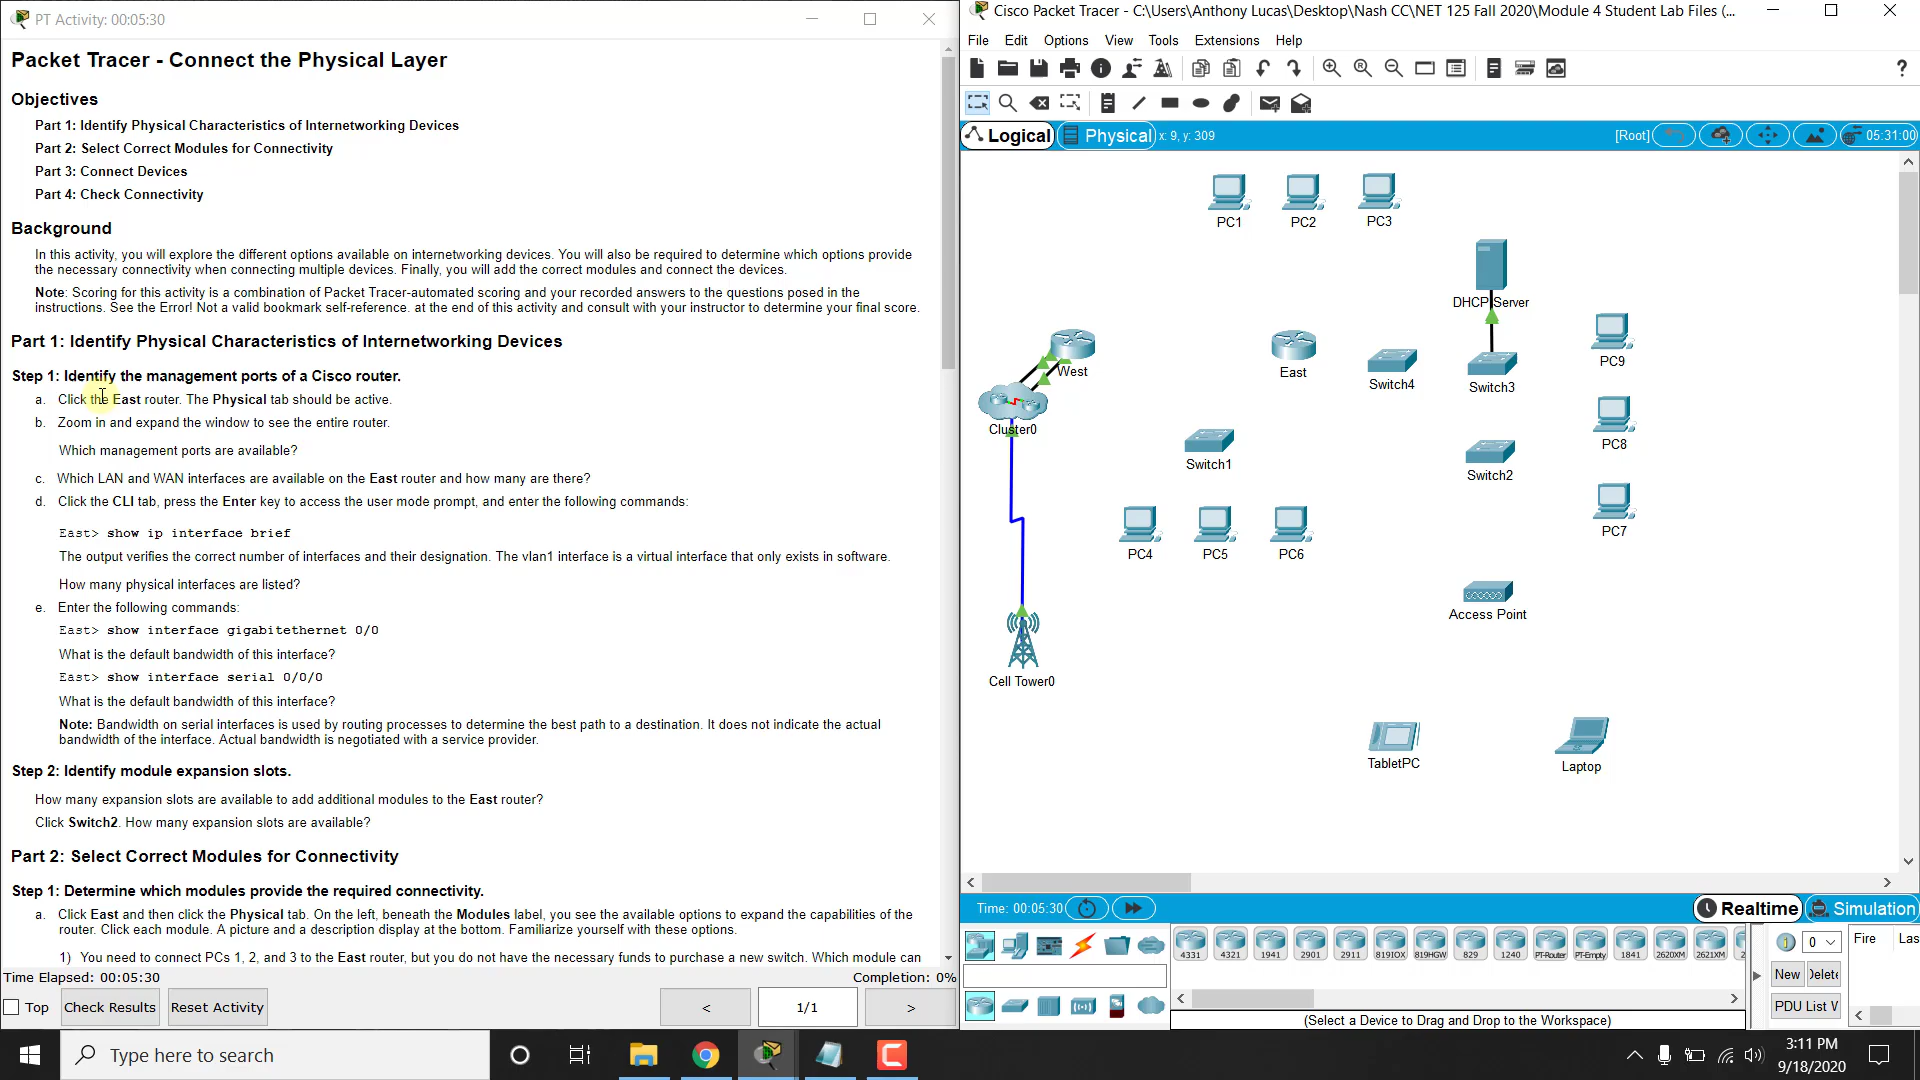 PT Activity: 00:05:30
Packet Tracer - Connect the Physical Layer
Objectives
Part 1: Identify Physical Characteristics of Internetworking Devices
Part 2: Select Correct Modules for Connectivity
Part 3: Connect Devices
Part 4: Check Connectivity
Background
In this activity, you will explore the different options available on internetworking devices. You will also be required to determine which options provide
the necessary connectivity when connecting multiple devices. Finally, you will add the correct modules and connect the devices.
Note: Scoring for this activity is a combination of Packet Tracer-automated scoring and your recorded answers to the questions posed in the
instructions. See the Error! Not a valid bookmark self-reference. at the end of this activity and consult with your instructor to determine your final score.
Part 1: Identify Physical Characteristics of Internetworking Devices
Step 1: Identify the management ports of a Cisco router.
a. Click the East router. The Physical tab should be active.
b. Zoom in and expand the window to see the entire router.
Which management ports are available?
c. Which LAN and WAN interfaces are available on the East router and how many are there?
d. Click the CLI tab, press the Enter key to access the user mode prompt, and enter the following commands:
East> show ip interface brief
The output verifies the correct number of interfaces and their designation. The vlan1 interface is a virtual interface that only exists in software.
How many physical interfaces are listed?
e. Enter the following commands:
East> show interface gigabitethernet 0/0
What is the default bandwidth of this interface?
East> show interface serial 0/0/0
What is the default bandwidth of this interface?
Note: Bandwidth on serial interfaces is used by routing processes to determine the best path to a destination. It does not indicate the actual
bandwidth of the interface. Actual bandwidth is negotiated with a service provider.
Step 2: Identify module expansion slots.
How many expansion slots are available to add additional modules to the East router?
Click Switch2. How many expansion slots are available?
Part 2: Select Correct Modules for Connectivity
Step 1: Determine which modules provide the required connectivity.
a. Click East and then click the Physical tab. On the left, beneath the Modules label, you see the available options to expand the capabilities of the
router. Click each module. A picture and a description display at the bottom. Familiarize yourself with these options.
1) You need to connect PCs 1, 2, and 3 to the East router, but you do not have the necessary funds to purchase a new switch. Which module can
Time Elapsed: 00:05:30
Completion: 0%
Top
Check Results
Reset Activity
<
1/1
>
Cisco Packet Tracer - C:\Users\Anthony Lucas\Desktop\Nash CC\NET 125 Fall 2020\Module 4 Student Lab Files (...
File Edit Options View Tools Extensions Help
?
Logical
Physical
x: 9, y: 309
[Root]
05:31:00
PC1
PC2
PC3
DHCP Server
PC9
West
East
Switch4
Switch3
Cluster0
PC8
Switch1
Switch2
PC7
PC4
PC5
PC6
Access Point
Cell Tower0
TabletPC
Laptop
Time: 00:05:30
Realtime
Simulation
4331
4321
1941
2901
2911
819IOX
819HGW
829
1240
PT-Router
PT-Empty
1841
2620XM
2621XM
2
0
Fire
Las
New
Delete
PDU List V
(Select a Device to Drag and Drop to the Workspace)
Type here to search
3:11 PM
9/18/2020